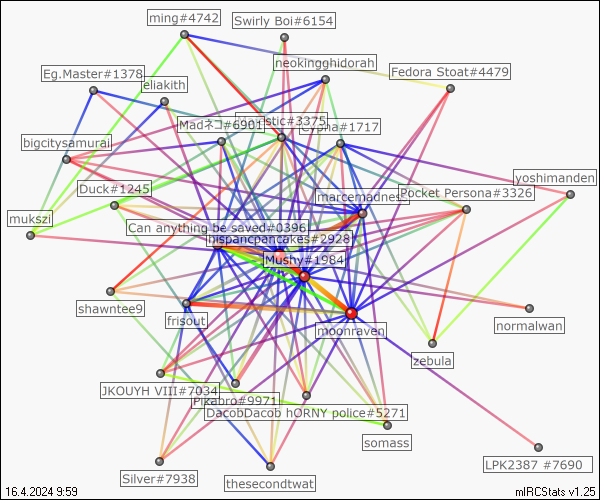 ming#4742
Swirly Boi#6154
neokingghidorah
Fedora Stoat#4479
Eg.Master#1378
eliakith
Madネコ#6901
#3375
#1717
bigcitysamurai
yoshimanden
Duck#1245
marcemadnes
Pocket Persona#3326
mukszi
Can anything be saved#0396
hispancpancakes#2928
Mushy#1984
shawntee9
frisout
moonraven
normalwan
zebula
JKOUYH VIII#7034
Pikabro#9971
DacobDacob hORNY police#5271
somass
Silver#7938
thesecondtwat
LPK2387 #7690
16.4.2024 9:59
mIRCStats v1.25